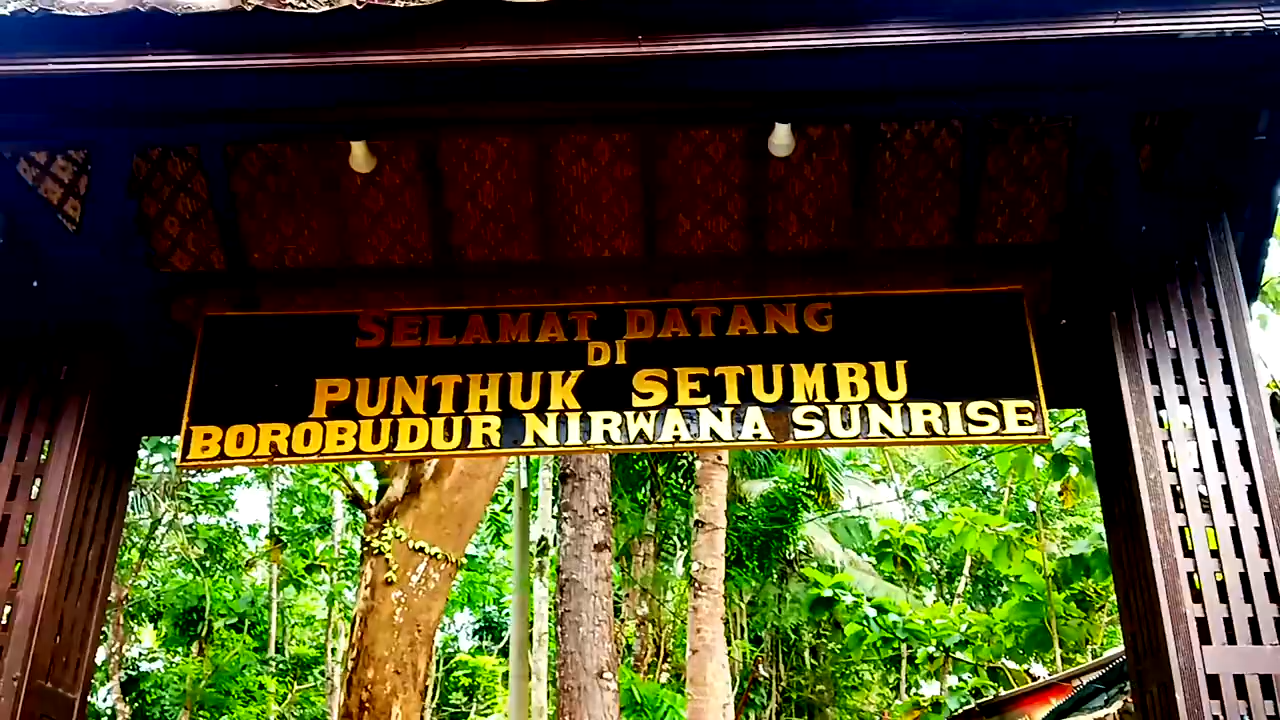 SELAMAT DATANG
DI
PUNTHUK SETUMBU
BOROBUDUR NIRWANA SUNRISE